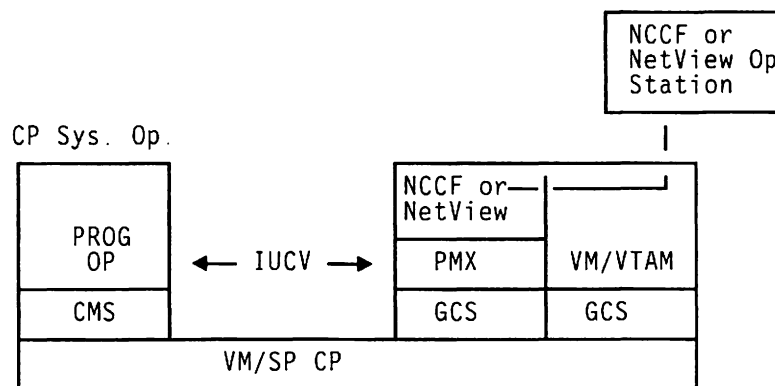 NCCF or
NetView Op
Station
CP Sys. Op.
NCCF or
NetView
PROG
OP
IUCV
PMX
VM/VTAM
CMS
GCS
GCS
VM/SP CP